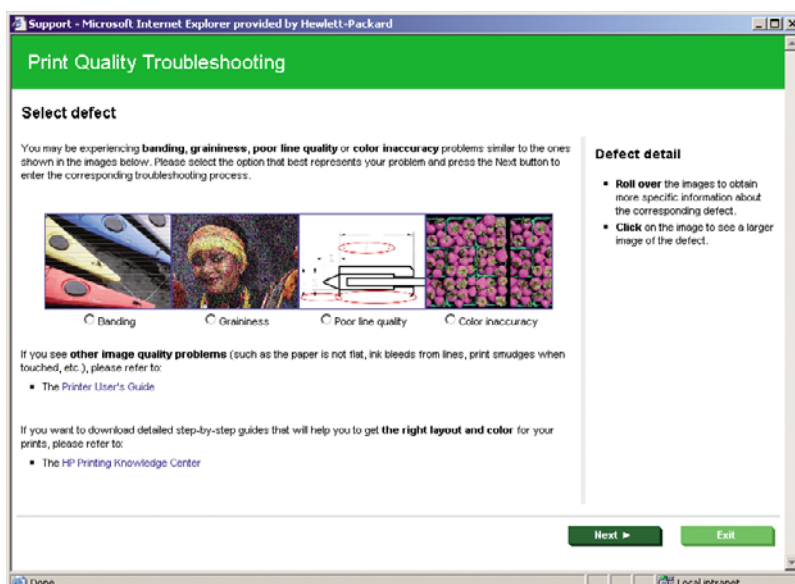 Support - Microsoft Internet Explorer provided by Hewlett-Packard
Print Quality Troubleshooting
Select defect
You may be experiencing banding, graininess, poor line quality or color inaccuracy problems similar to the ones
shown in the images below. Please select the option that best represents your problem and press the Next button to
enter the corresponding troubleshooting process.
Banding
Graininess
Poor line quality
Color inaccuracy
If you see other image quality problems (such as the paper is not flat, ink bleeds from lines, print smudges when
touched, etc.), please refer to:
The Printer User's Guide
If you want to download detailed step-by-step guides that will help you to get the right layout and color for your
prints, please refer to:
The HP Printing Knowledge Center
Defect detail
Roll over the images to obtain
more specific information about
the corresponding defect.
Click on the image to see a larger
image of the defect.
Next
Exit
Done
Local intranet